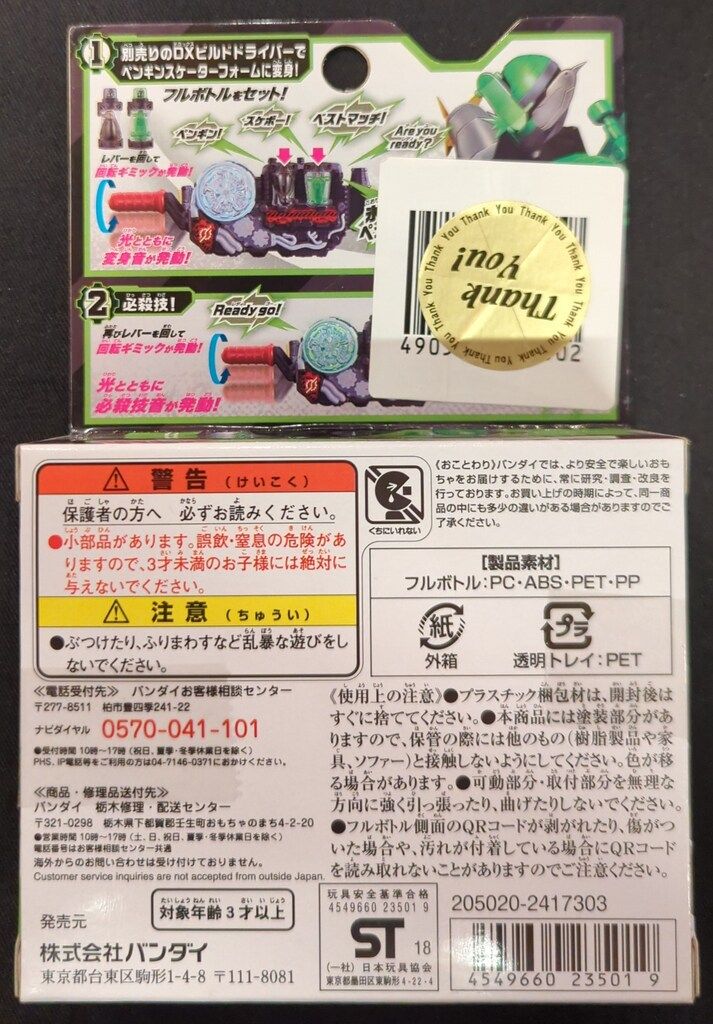 1 別売りのDXビルドドライバーで
ペンギンスケーターフォームに変身!
フルボトルをセット!
ペンギン!
スケボー!
ベストマッチ!
Are you
ready?
レバーを回して
回転ギミックが発動!
光とともに
変身音が発動!
2 必殺技!
Ready go!
再びレバーを回して
回転ギミックが発動!
光とともに
必殺技音が発動!
Thank You Thank You Thank You Thank You Thank You Thank You
Thank
You!
警告(けいこく)
保護者の方へ 必ずお読みください。
●小部品があります。誤飲・窒息の危険があ
りますので、3才未満のお子様には絶対に
与えないでください。
注意(ちゅうい)
●ぶつけたり、ふりまわすなど乱暴な遊びをし
ないでください。
くちにいれない
《おことわり》バンダイでは、より安全で楽しいおも
ちゃをお届けするために、常に研究・調査・改良を
行っております。お買い上げの時期によって、同一商
品の中にも多少の違いがある場合がありますのでご
了承ください。
【製品素材】
フルボトル:PC・ABS・PET・PP
紙
外箱
プラ
透明トレイ:PET
≪電話受付先≫ バンダイお客様相談センター
〒277-8511 柏市豊四季241-22
ナビダイヤル 0570-041-101
●受付時間 10時~17時(祝日、夏季・冬季休業日を除く)
PHS、IP電話等をご利用の方は04-7146-0371におかけください。
≪商品・修理品送付先≫
バンダイ 栃木修理・配送センター
〒321-0298 栃木県下都賀郡壬生町おもちゃのまち4-2-20
●営業時間 10時~17時(土、日、祝日、夏季・冬季休業日を除く)
電話番号はお客様相談センター共通
海外からのお問い合わせは受け付けておりません。
Customer service inquiries are not accepted from outside Japan.
《使用上の注意》●プラスチック梱包材は、開封後は
すぐに捨ててください。●本商品には塗装部分があ
りますので、保管の際には他のもの(樹脂製品や家
具、ソファー)と接触しないようにしてください。色が移
る場合があります。●可動部分・取付部分を無理な
方向に強く引っ張ったり、曲げたりしないでください。
●フルボトル側面のQRコードが剥がれたり、傷がつ
いた場合や、汚れが付着している場合にQRコード
を読み取れないことがありますのでご注意ください。
発売元
対象年齢3才以上
株式会社バンダイ
東京都台東区駒形1-4-8 〒111-8081
玩具安全基準合格
4549660 23501 9
ST 18
(一社)日本玩具協会
東京都墨田区東駒形4-22-4
205020-2417303
4549660 235019